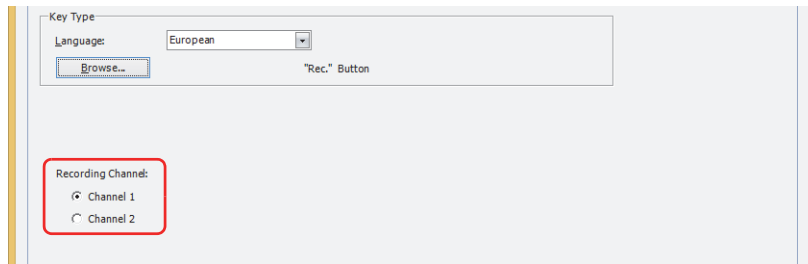 Key Type
Language: European
Browse... "Rec." Button
Recording Channel:
Channel 1
Channel 2